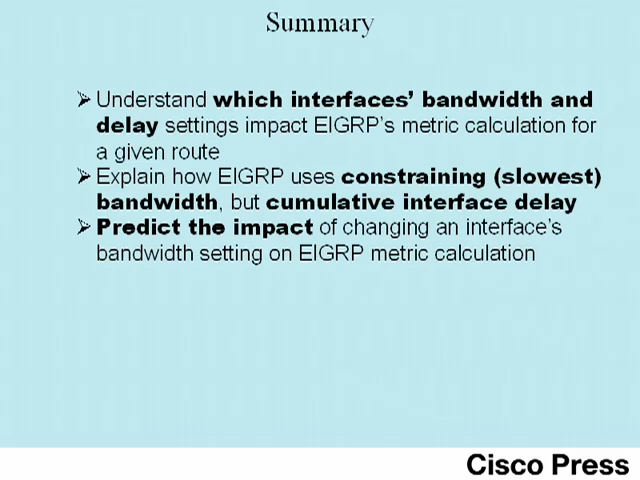 Summary
➢ Understand which interfaces' bandwidth and
delay settings impact EIGRP's metric calculation for
a given route
➢ Explain how EIGRP uses constraining (slowest)
bandwidth, but cumulative interface delay
➢ Predict the impact of changing an interface's
bandwidth setting on EIGRP metric calculation
Cisco Press